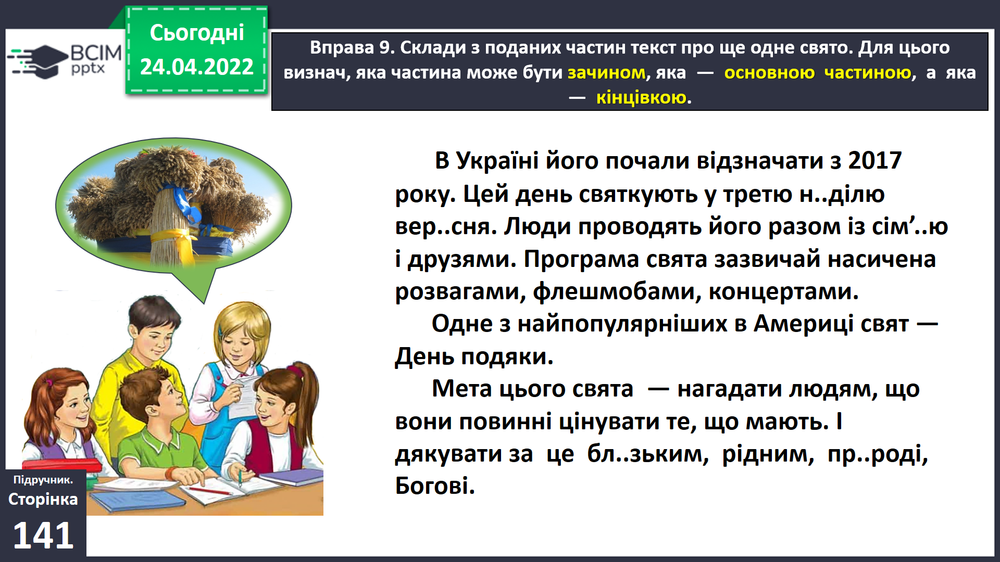 Сьогодні
24.04.2022
ВСІМ
pptx
Вправа 9. Склади з поданих частин текст про ще одне свято. Для цього
визнач, яка частина може бути зачином, яка — основною частиною, а яка
— кінцівкою.
В Україні його почали відзначати з 2017
року. Цей день святкують у третю н..ділю
вер..сня. Люди проводять його разом із сім’..ю
і друзями. Програма свята зазвичай насичена
розвагами, флешмобами, концертами.
Одне з найпопулярніших в Америці свят —
День подяки.
Мета цього свята — нагадати людям, що
вони повинні цінувати те, що мають. І
дякувати за це бл..зьким, рідним, пр..роді,
Богові.
Підручник.
Сторінка
141